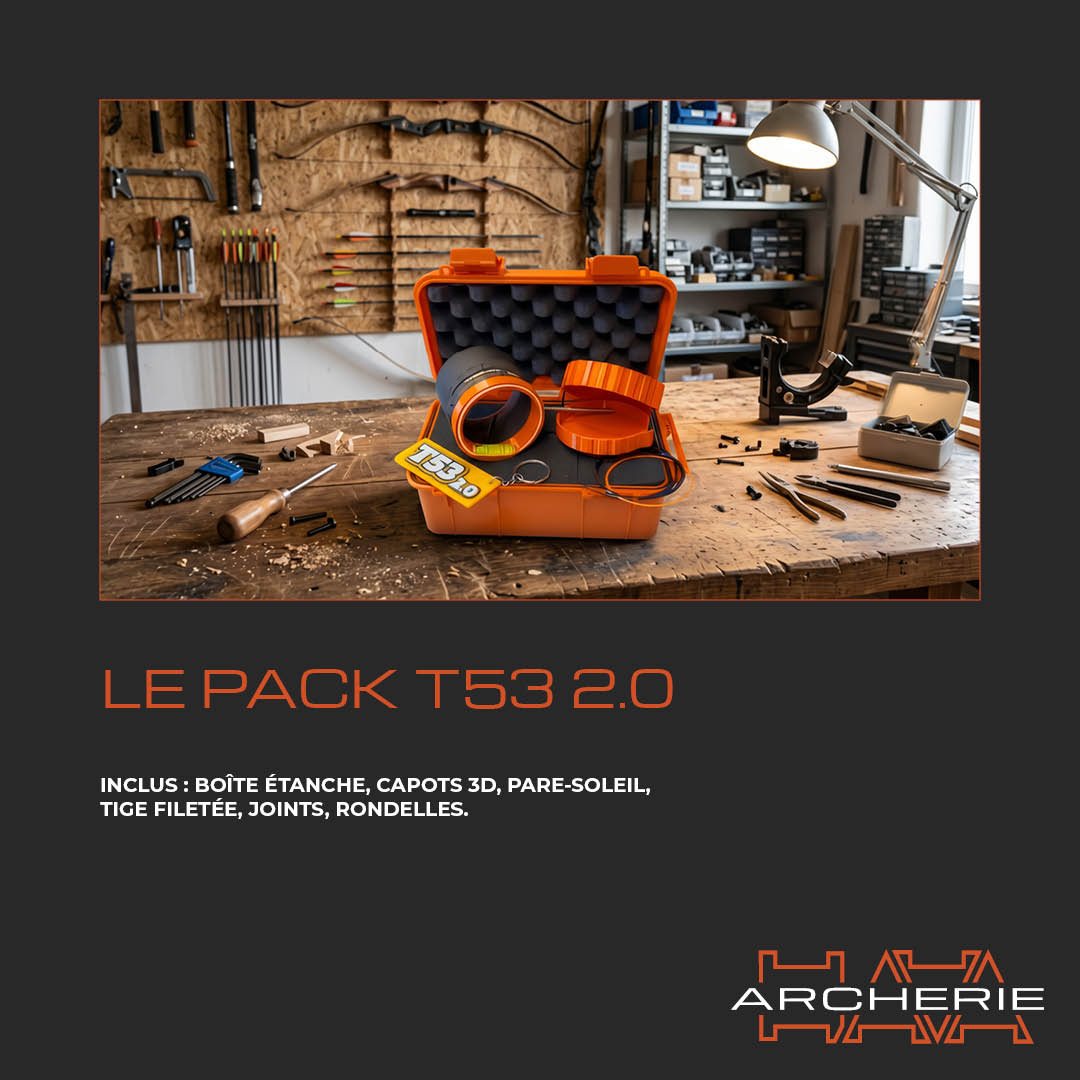 T53 2.0
LE PACK T53 2.0
INCLUS : BOÎTE ÉTANCHE, CAPOTS 3D, PARE-SOLEIL,
TIGE FILETÉE, JOINTS, RONDELLES.
HAHA
ARCHERIE